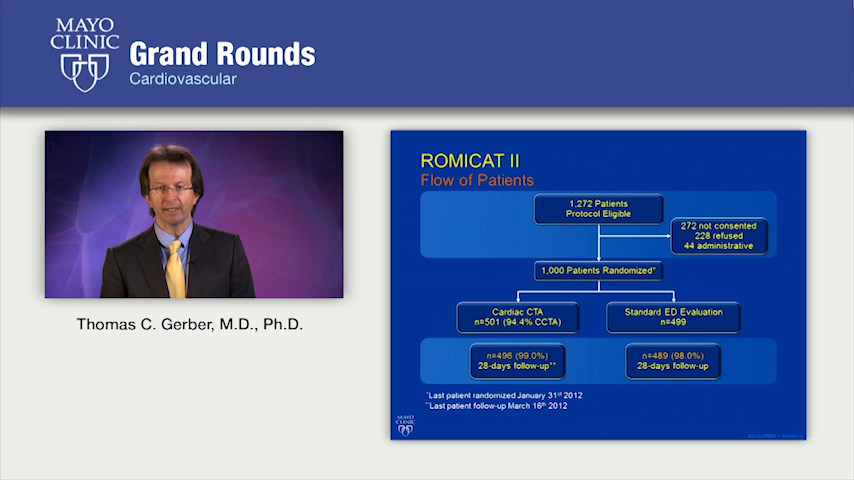 MAYO
CLINIC
Grand Rounds
Cardiovascular
Thomas C. Gerber, M.D., Ph.D.
ROMICAT II
Flow of Patients
1,272 Patients
Protocol Eligible
272 not consented
228 refused
44 administrative
1,000 Patients Randomized*
Cardiac CTA
n=501 (94.4% CCTA)
Standard ED Evaluation
n=499
n=496 (99.0%)
28-days follow-up**
n=489 (98.0%)
28-days follow-up
*Last patient randomized January 31st 2012
**Last patient follow-up March 16th 2012
MAYO
CLINIC